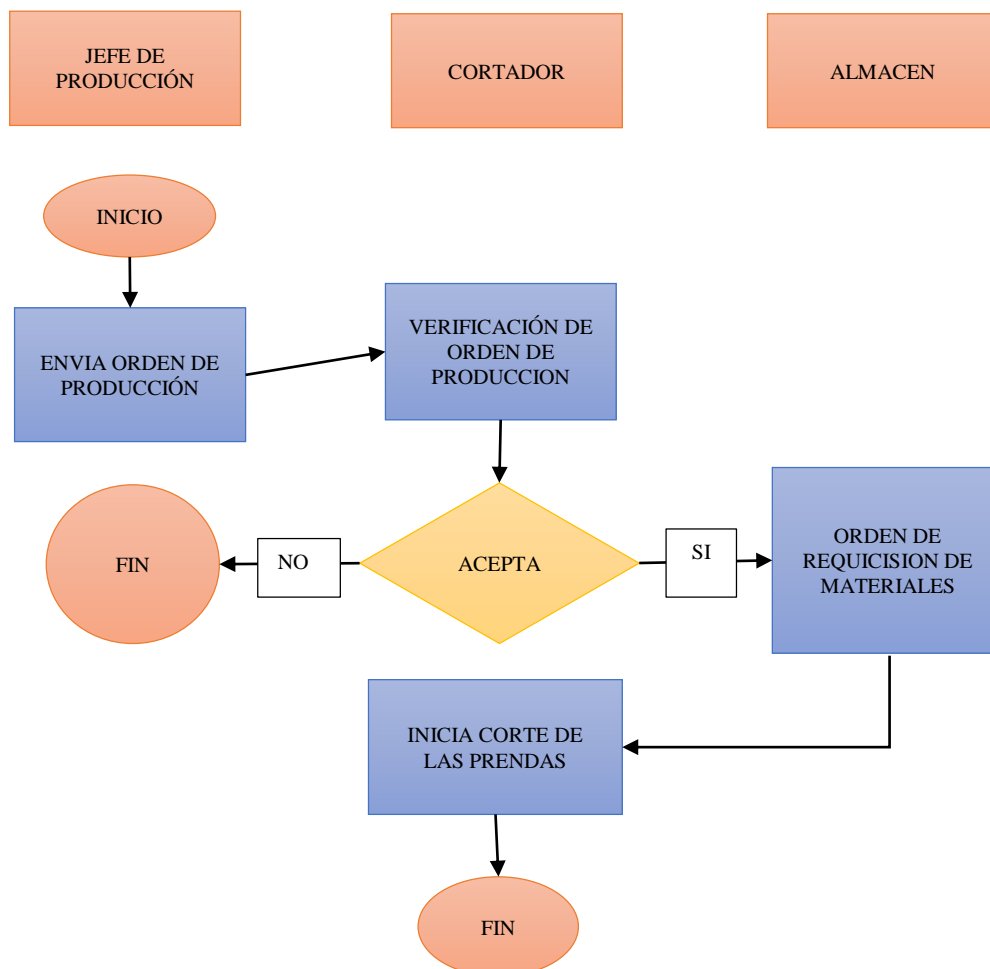 JEFE DE
PRODUCCIÓN
CORTADOR
ALMACEN
INICIO
ENVIA ORDEN DE
PRODUCCIÓN
VERIFICACIÓN DE
ORDEN DE
PRODUCCION
FIN
NO
ACEPTA
SI
ORDEN DE
REQUICISION DE
MATERIALES
INICIA CORTE DE
LAS PRENDAS
FIN